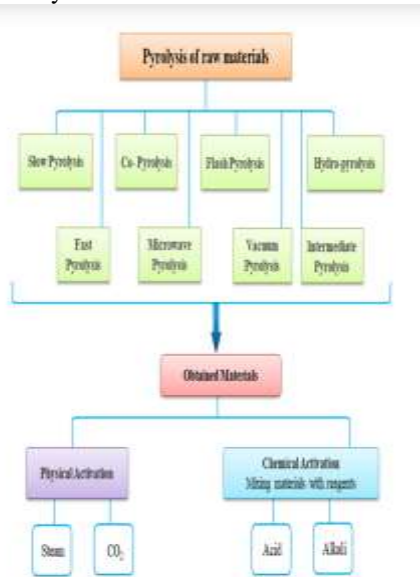 Pyrolysis of raw materials
Slow Pyrolysis
Co- Pyrolysis
Flash Pyrolysis
Hydro-pyrolysis
Fast
Pyrolysis
Microwave
Pyrolysis
Vacuum
Pyrolysis
Intermediate
Pyrolysis
Obtained Materials
Physical Activation
Chemical Activation
Mixing materials with reagents
Steam
CO₂
Acid
Alkali